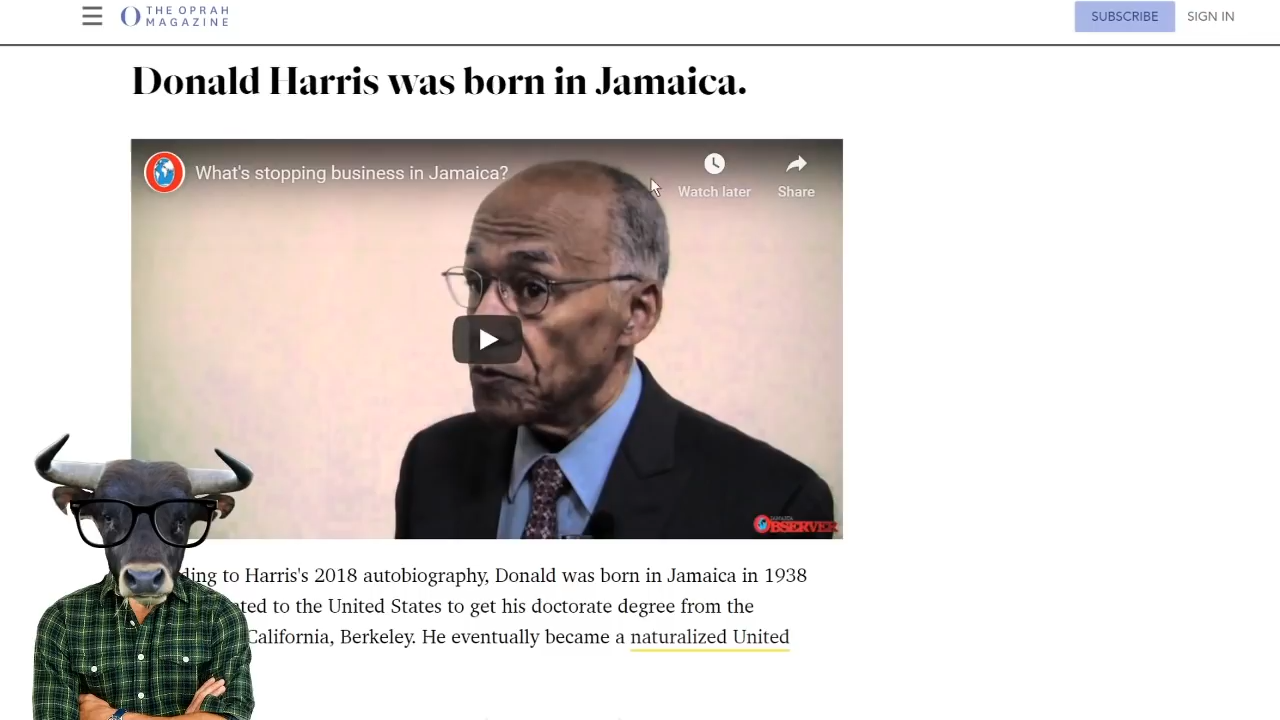 THE OPRAH
MAGAZINE
SUBSCRIBE
SIGN IN
Donald Harris was born in Jamaica.
What's stopping business in Jamaica?
Watch later
Share
OBSERVER
ding to Harris's 2018 autobiography, Donald was born in Jamaica in 1938
ted to the United States to get his doctorate degree from the
California, Berkeley. He eventually became a naturalized United